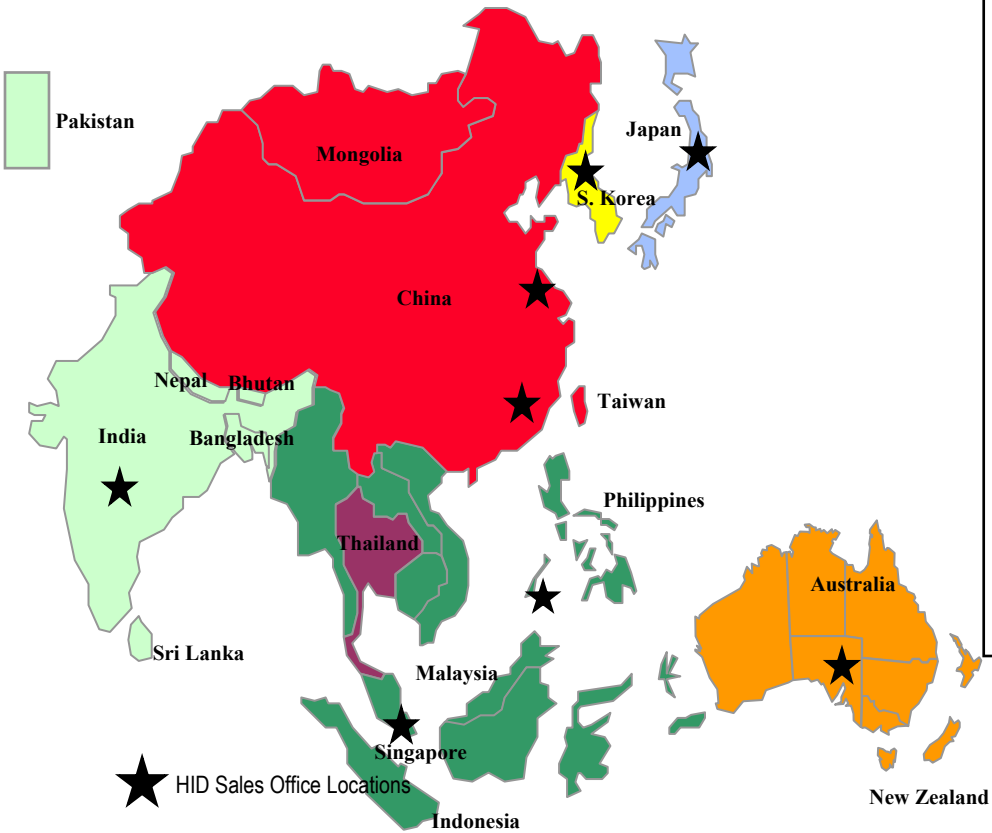 Pakistan
Japan
Mongolia
S. Korea
China
Nepal
Bhutan
Taiwan
India
Bangladesh
Philippines
Thailand
Australia
Sri Lanka
Malaysia
Singapore
HID Sales Office Locations
New Zealand
Indonesia